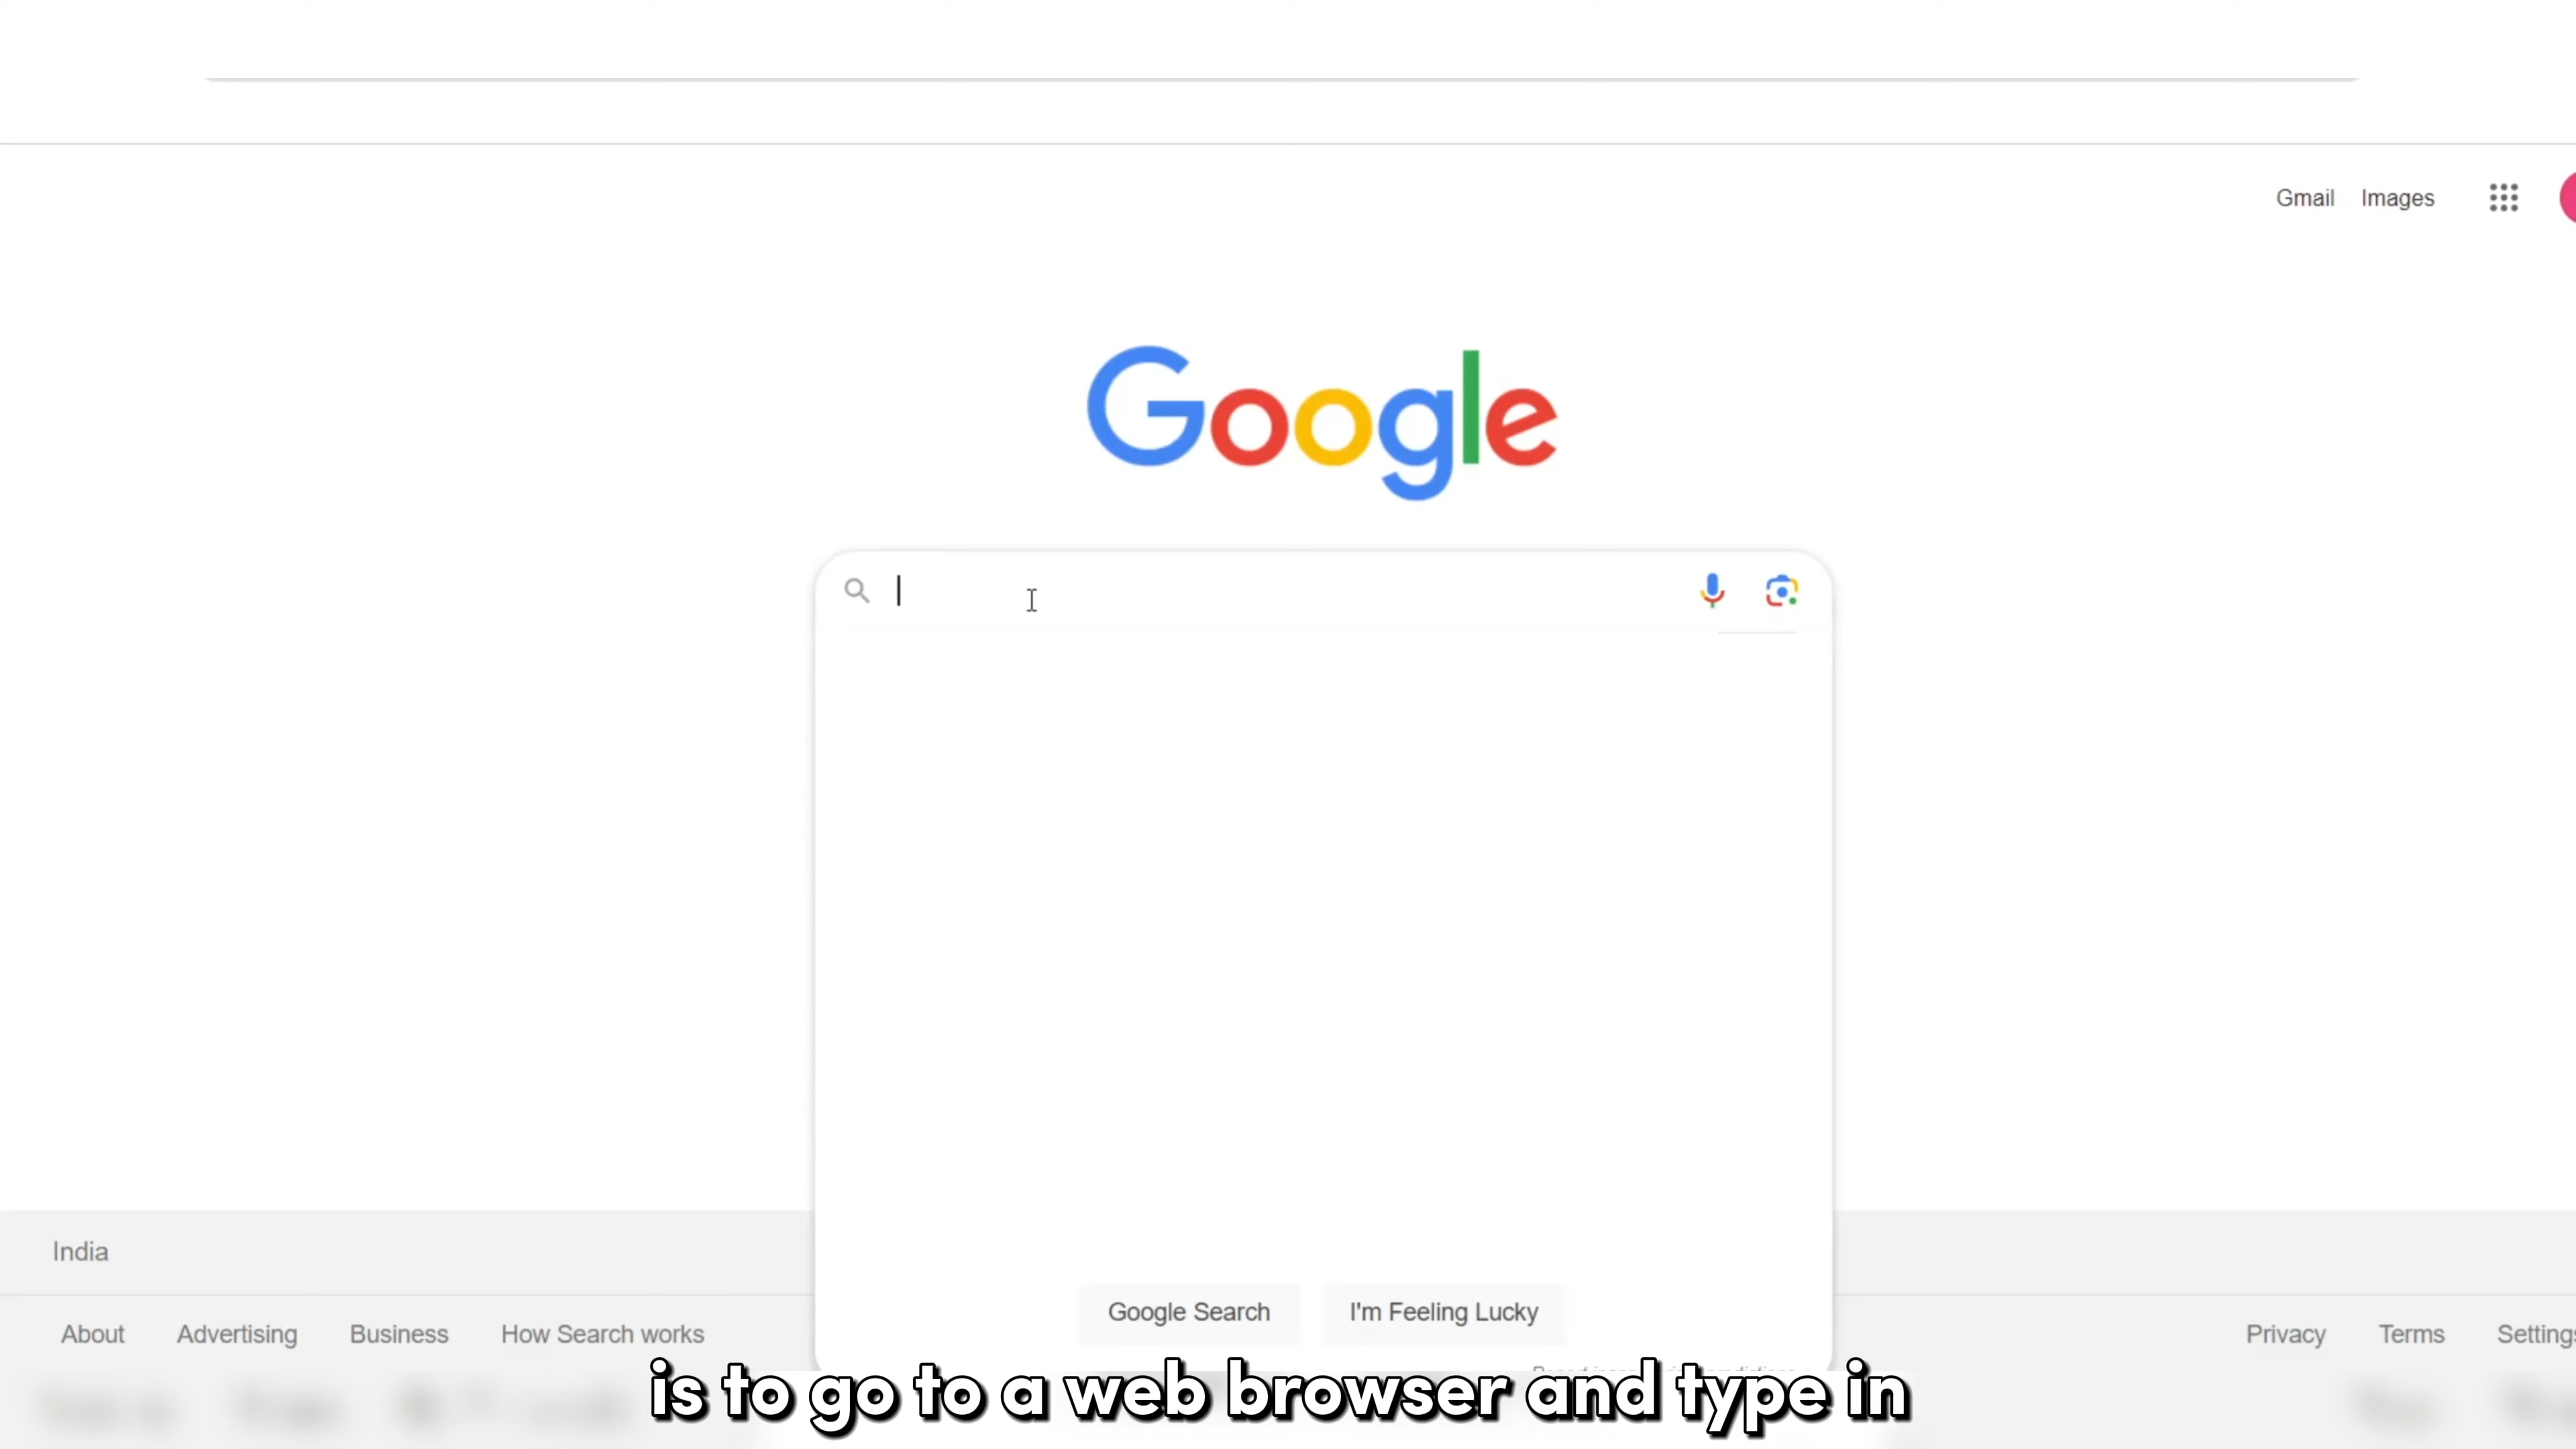 Gmail Images
Google
India
Google Search I'm Feeling Lucky
About Advertising Business How Search works Privacy Terms Settings
is to go to a web browser and type in